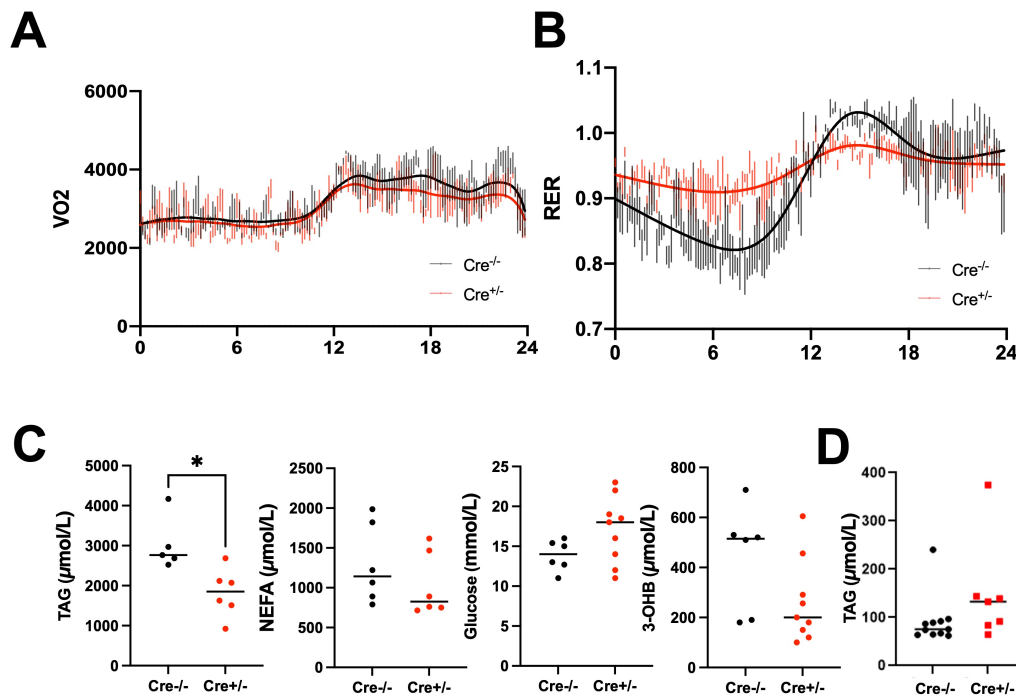 A
B
6000
4000
2000
0
VO2
0 6 12 18 24
Cre-/-
Cre+/-
1.1
1.0
0.9
0.8
0.7
RER
0 6 12 18 24
Cre-/-
Cre+/-
C
D
5000
4000
3000
2000
1000
0
TAG (µmol/L)
*
Cre-/- Cre+/-
2500
2000
1500
1000
500
0
NEFA (µmol/L)
Cre-/- Cre+/-
25
20
15
10
5
0
Glucose (mmol/L)
Cre-/- Cre+/-
800
600
400
200
0
3-OHB (µmol/L)
Cre-/- Cre+/-
400
300
200
100
0
TAG (µmol/L)
Cre-/- Cre+/-